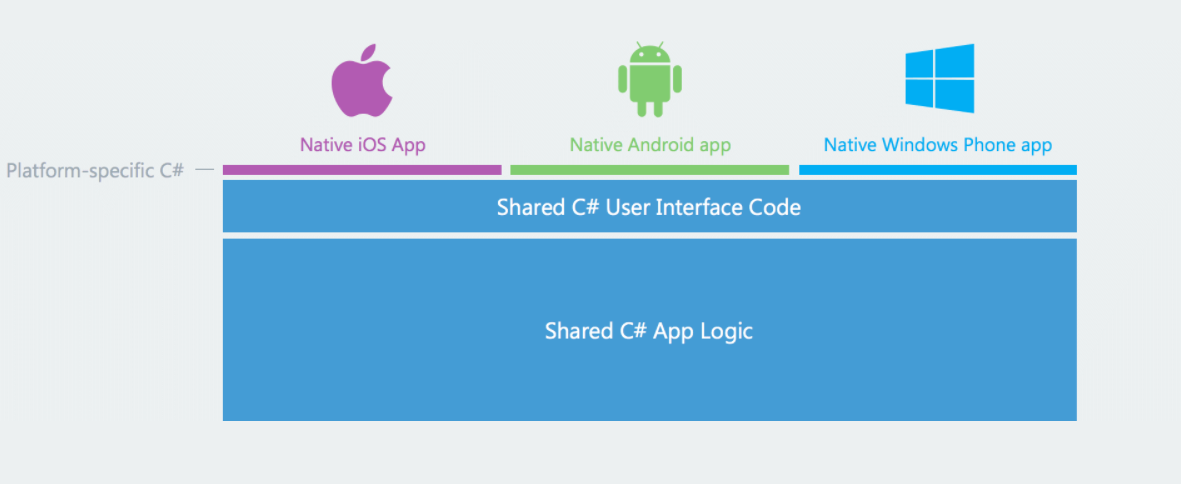 Native iOS App
Native Android app
Native Windows Phone app
Platform-specific C#
Shared C# User Interface Code
Shared C# App Logic